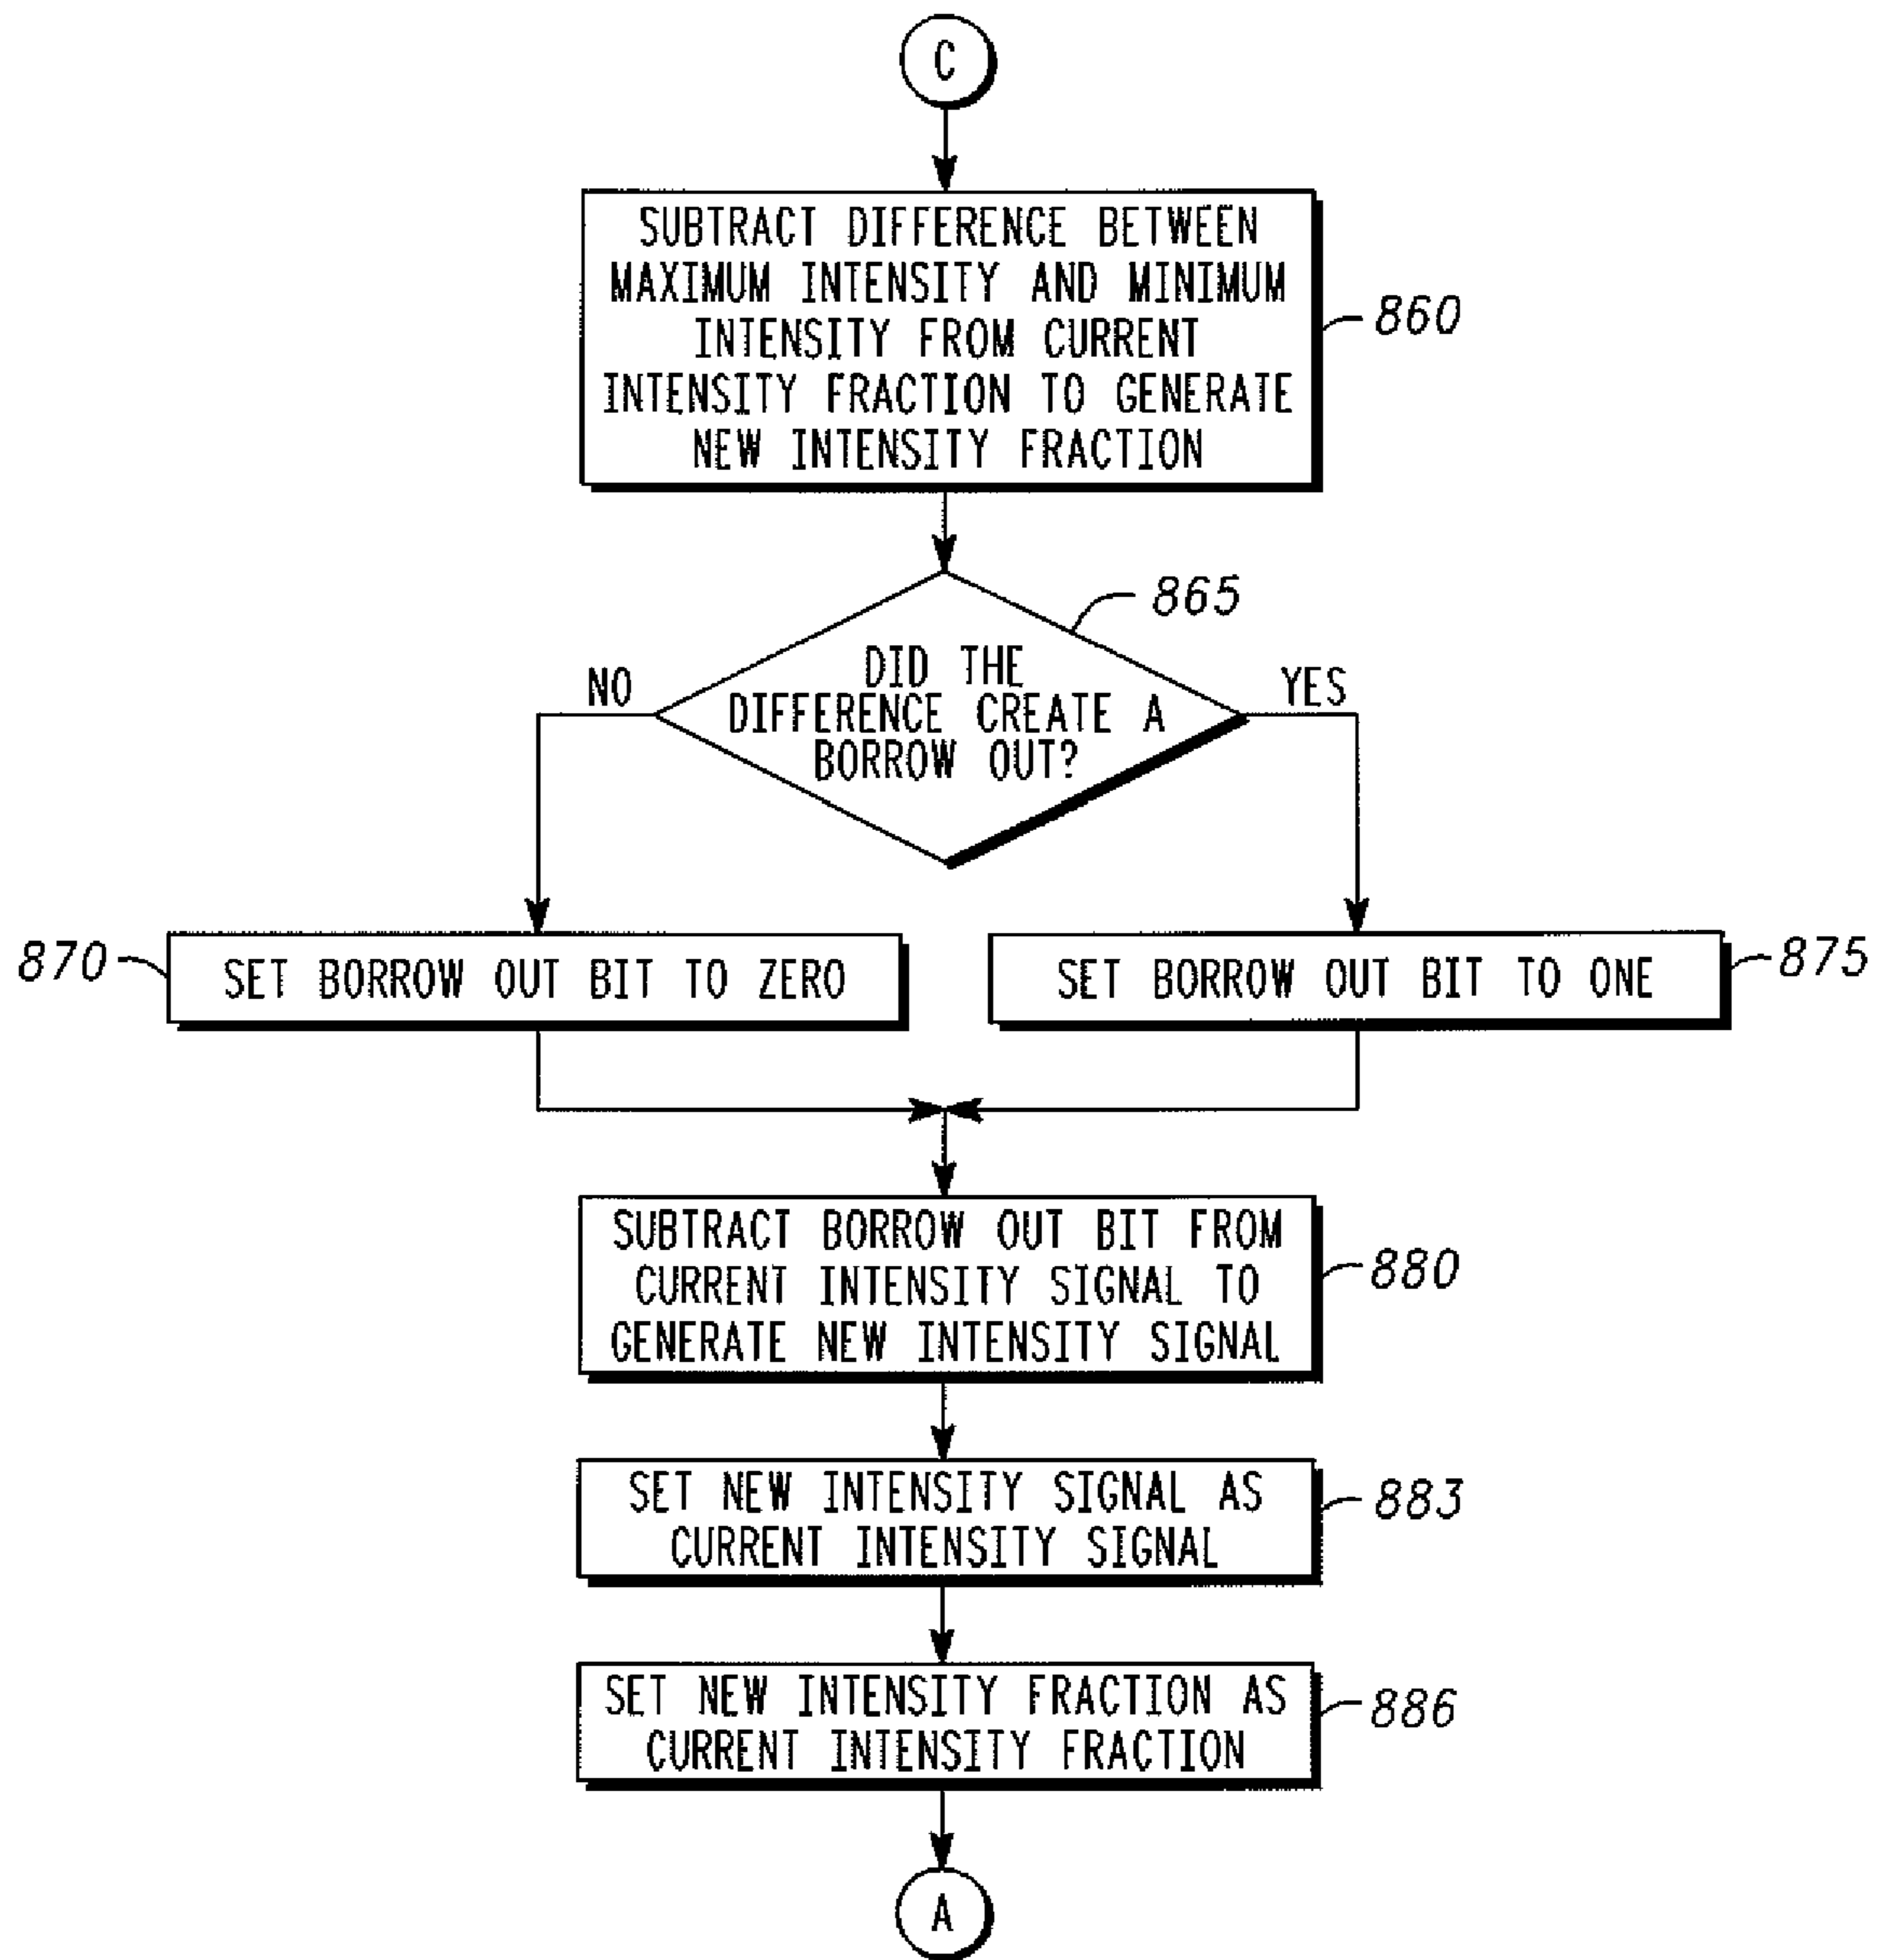 C
SUBTRACT DIFFERENCE BETWEEN
MAXIMUM INTENSITY AND MINIMUM
INTENSITY FROM CURRENT
INTENSITY FRACTION TO GENERATE
NEW INTENSITY FRACTION
860
865
DID THE
DIFFERENCE CREATE A
BORROW OUT?
NO
YES
870
SET BORROW OUT BIT TO ZERO
SET BORROW OUT BIT TO ONE
875
SUBTRACT BORROW OUT BIT FROM
CURRENT INTENSITY SIGNAL TO
GENERATE NEW INTENSITY SIGNAL
880
SET NEW INTENSITY SIGNAL AS
CURRENT INTENSITY SIGNAL
883
SET NEW INTENSITY FRACTION AS
CURRENT INTENSITY FRACTION
886
A